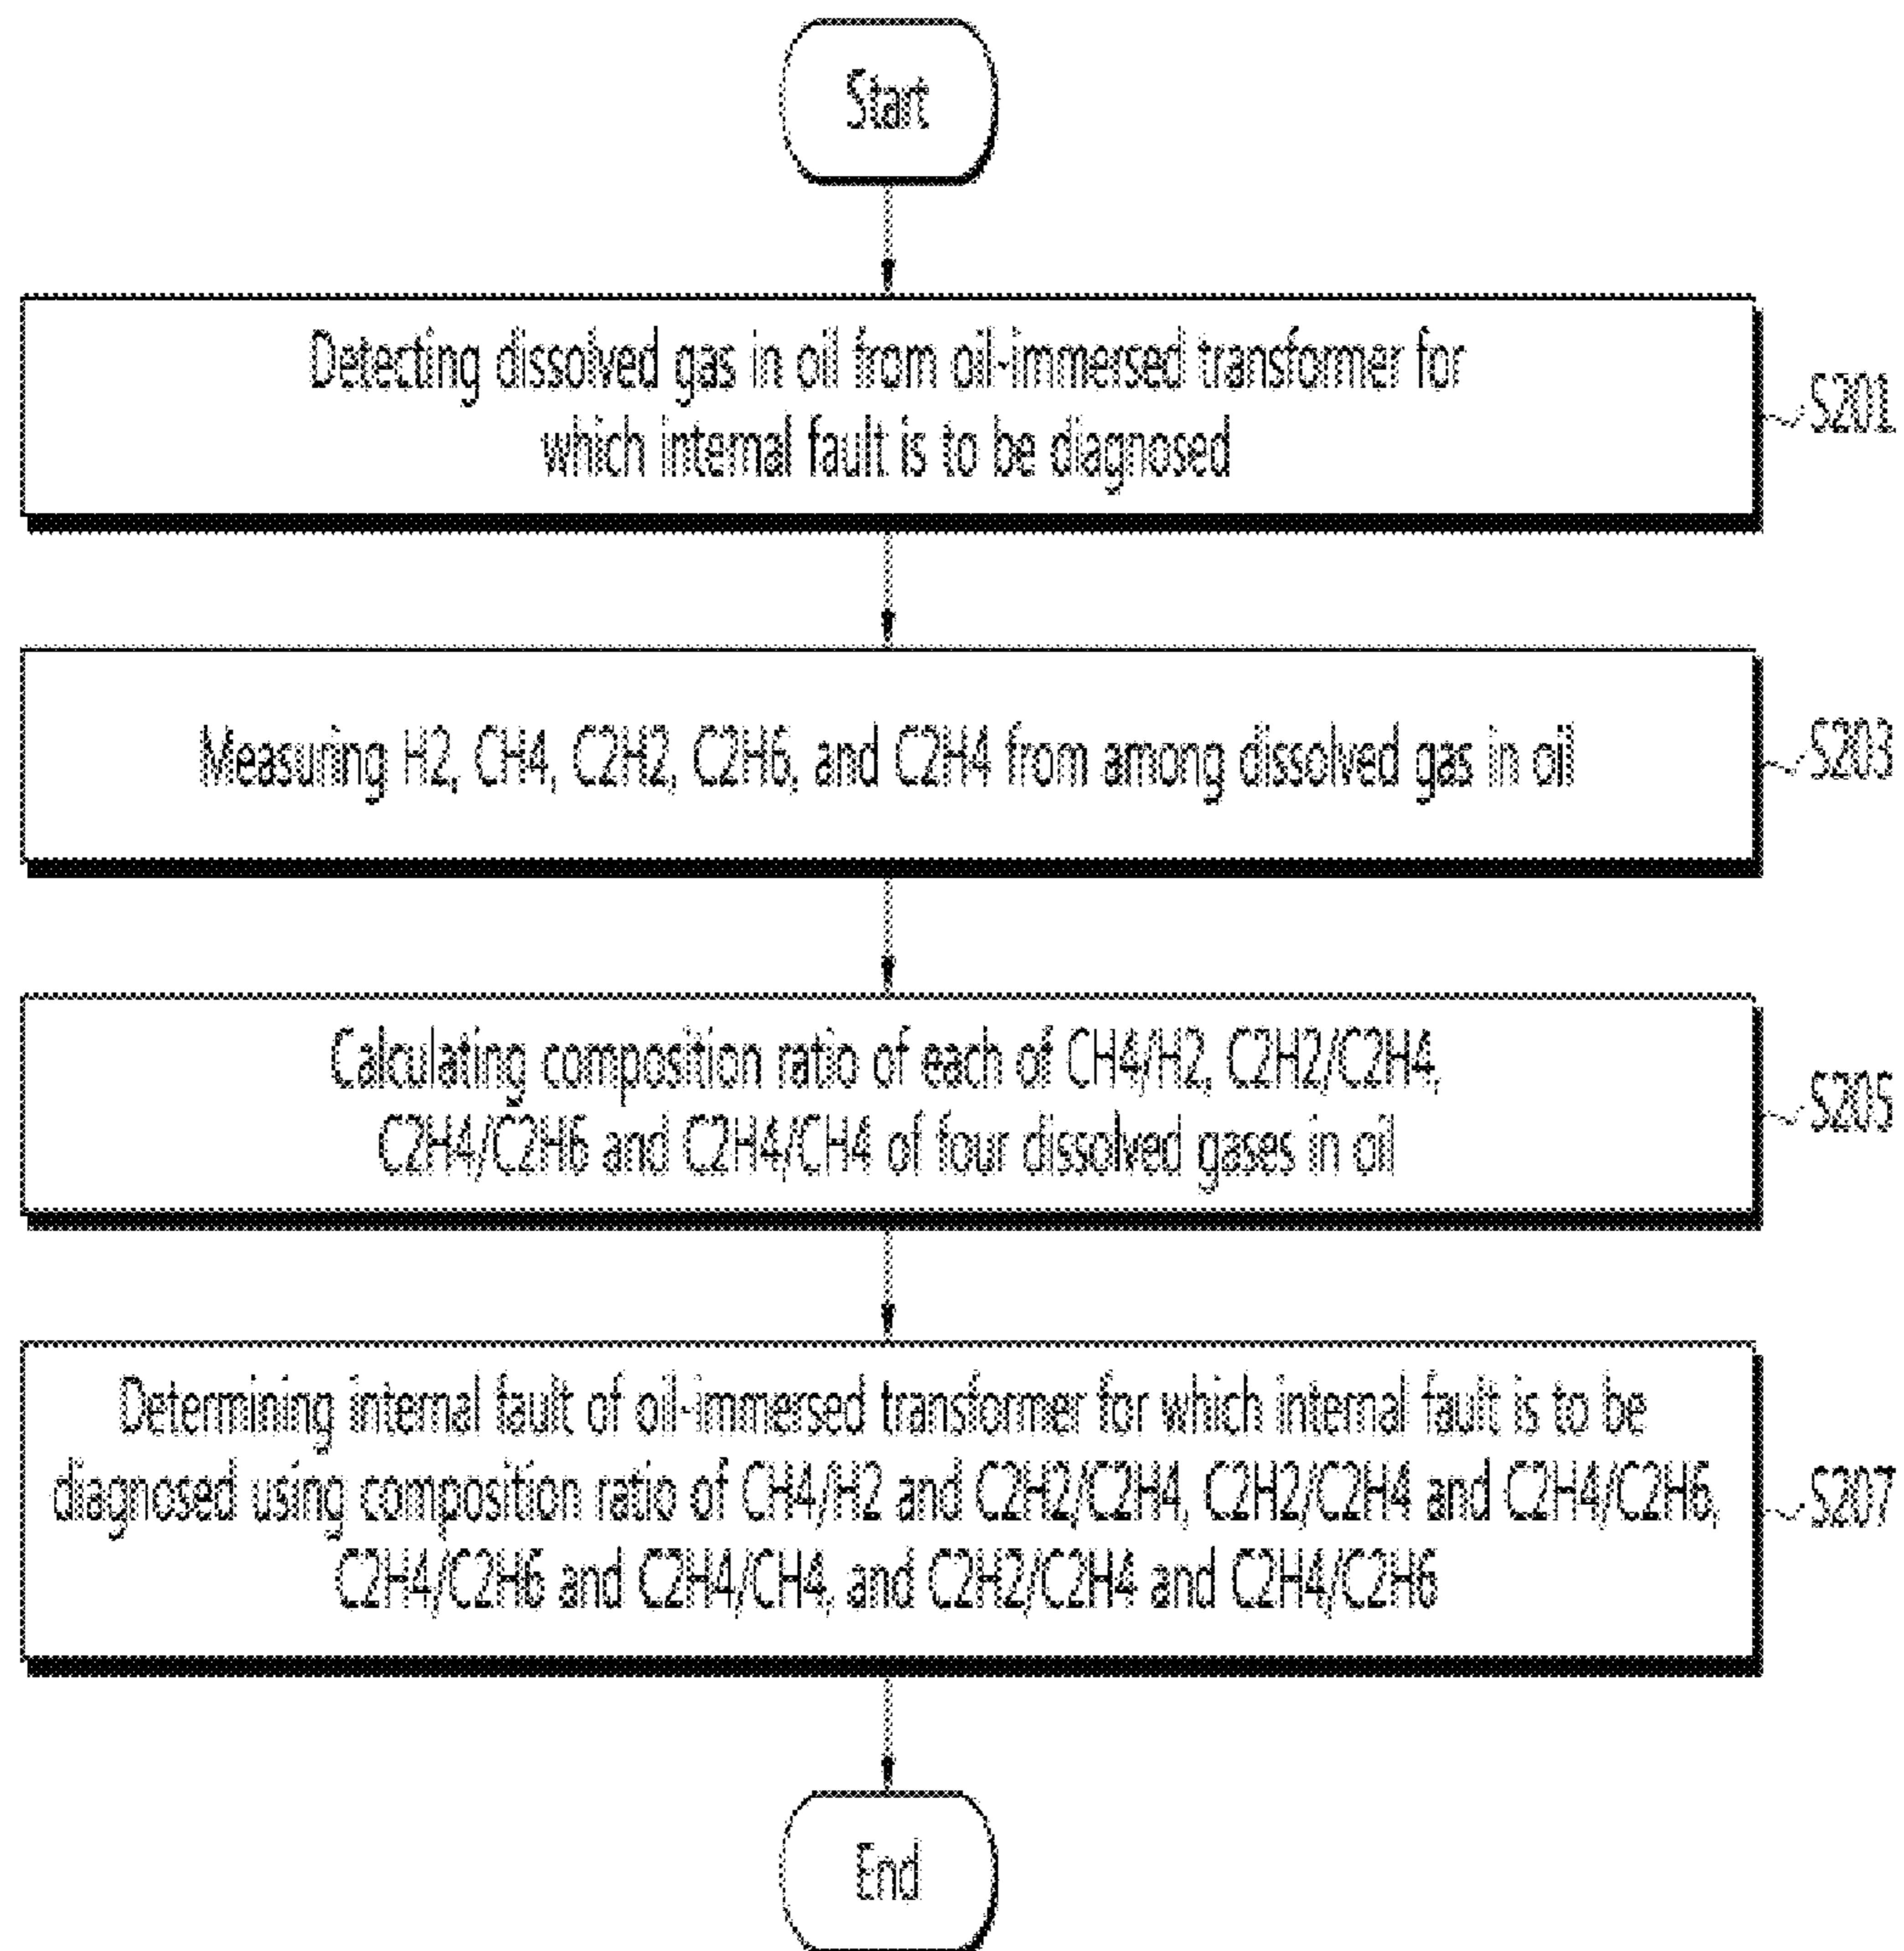 Start
Detecting dissolved gas in oil from oil-immersed transformer for
which internal fault is to be diagnosed
S201
Measuring H2, CH4, C2H2, C2H6, and C2H4 from among dissolved gas in oil
S203
Calculating composition ratio of each of CH4/H2, C2H2/C2H4,
C2H4/C2H6 and C2H4/CH4 of four dissolved gases in oil
S205
Determining internal fault of oil-immersed transformer for which internal fault is to be
diagnosed using composition ratio of CH4/H2 and C2H2/C2H4, C2H2/C2H4 and C2H4/C2H6,
C2H4/C2H6 and C2H4/CH4, and C2H2/C2H4 and C2H4/C2H6
S207
End